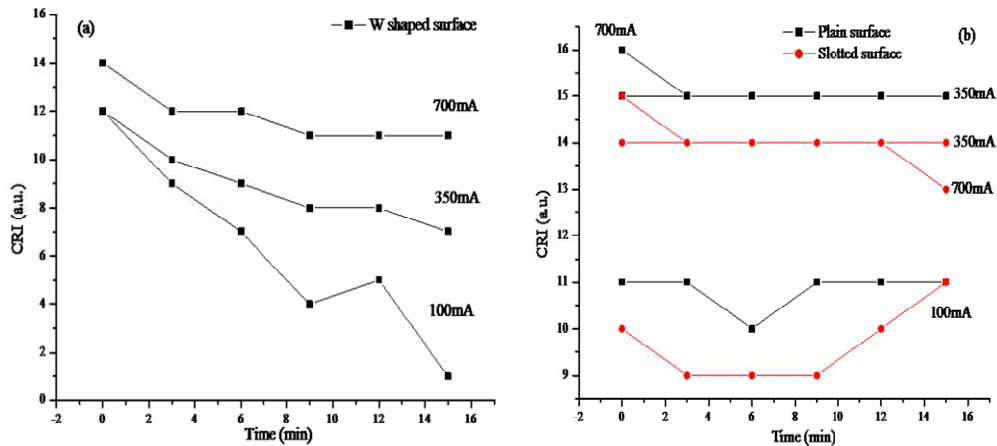 (a)
W shaped surface
CRI (a.u.)
16
14
12
10
8
6
4
2
0
700mA
350mA
100mA
-2 0 2 4 6 8 10 12 14 16
Time (min)
(b)
Plain surface
Slotted surface
CRI (a.u.)
16
15
14
13
12
11
10
9
700mA
350mA
350mA
700mA
100mA
-2 0 2 4 6 8 10 12 14 16
Time (min)